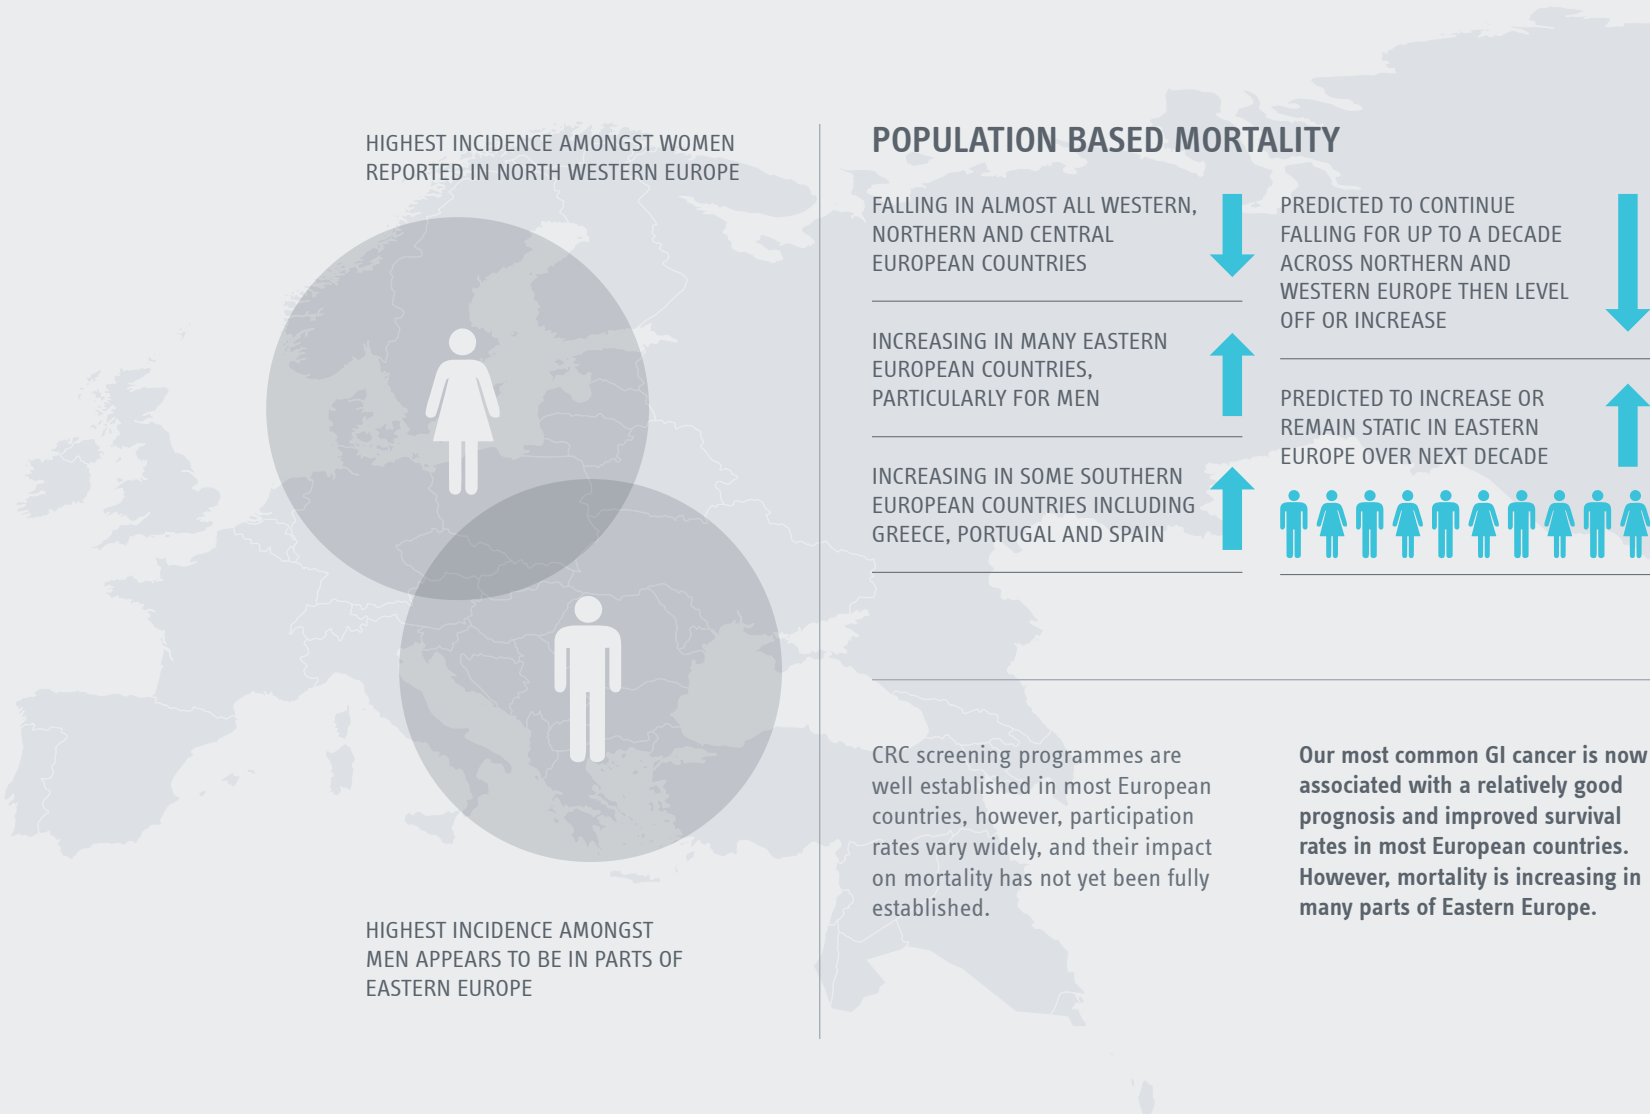 HIGHEST INCIDENCE AMONGST WOMEN
REPORTED IN NORTH WESTERN EUROPE
HIGHEST INCIDENCE AMONGST
MEN APPEARS TO BE IN PARTS OF
EASTERN EUROPE
POPULATION BASED MORTALITY
FALLING IN ALMOST ALL WESTERN,
NORTHERN AND CENTRAL
EUROPEAN COUNTRIES
INCREASING IN MANY EASTERN
EUROPEAN COUNTRIES,
PARTICULARLY FOR MEN
INCREASING IN SOME SOUTHERN
EUROPEAN COUNTRIES INCLUDING
GREECE, PORTUGAL AND SPAIN
PREDICTED TO CONTINUE
FALLING FOR UP TO A DECADE
ACROSS NORTHERN AND
WESTERN EUROPE THEN LEVEL
OFF OR INCREASE
PREDICTED TO INCREASE OR
REMAIN STATIC IN EASTERN
EUROPE OVER NEXT DECADE
CRC screening programmes are
well established in most European
countries, however, participation
rates vary widely, and their impact
on mortality has not yet been fully
established.
Our most common GI cancer is now
associated with a relatively good
prognosis and improved survival
rates in most European countries.
However, mortality is increasing in
many parts of Eastern Europe.